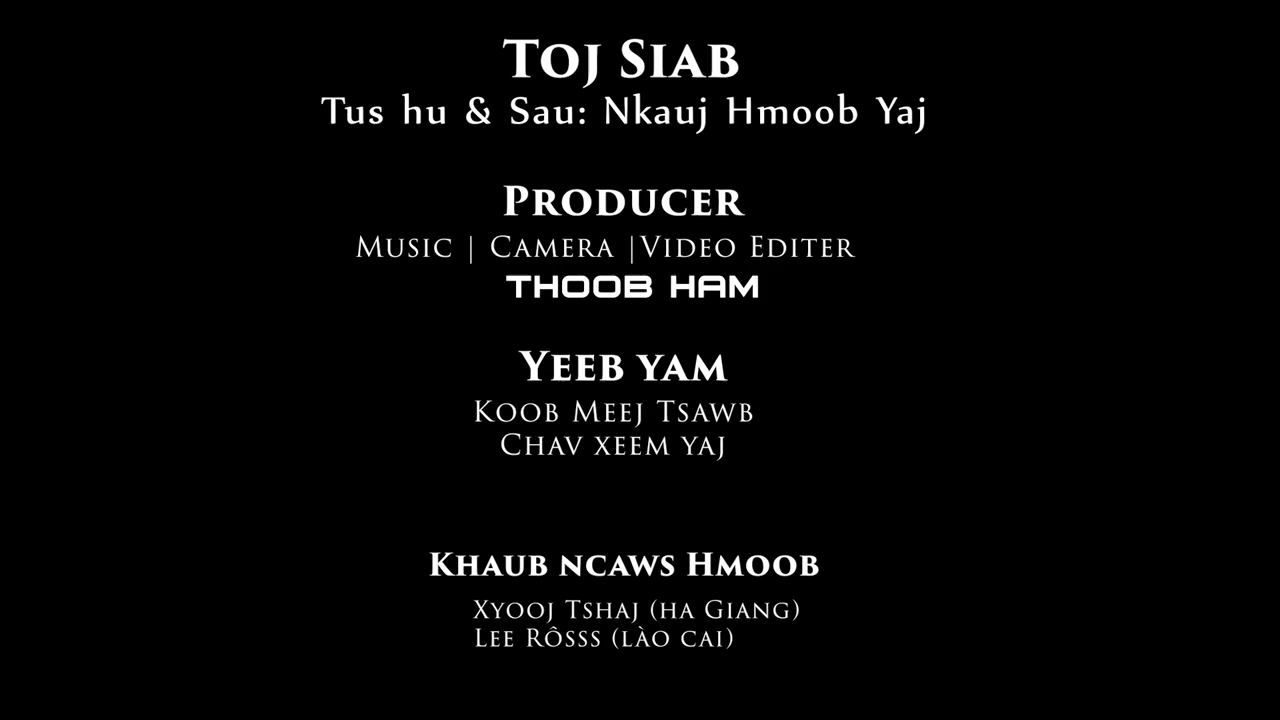 Toj Siab
Tus hu & Sau: Nkauj Hmoob Yaj
Producer
Music | Camera |Video Editer
THOOB HAM
Yeeb yam
Koob Meej Tsawb
Chav xeem yaj
Khaub ncaws Hmoob
Xyooj Tshaj (ha Giang)
Lee Rôsss (lào cai)